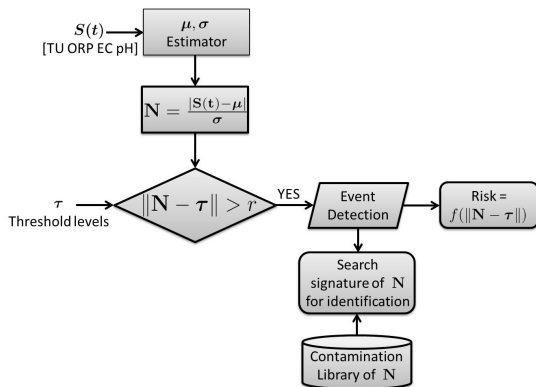 S(t)
[TU ORP EC pH]
μ, σ
Estimator
N = |S(t)−μ| / σ
τ
Threshold levels
‖N − τ‖ > r
YES
Event
Detection
Risk =
f(‖N − τ‖)
Search
signature of N
for identification
Contamination
Library of N